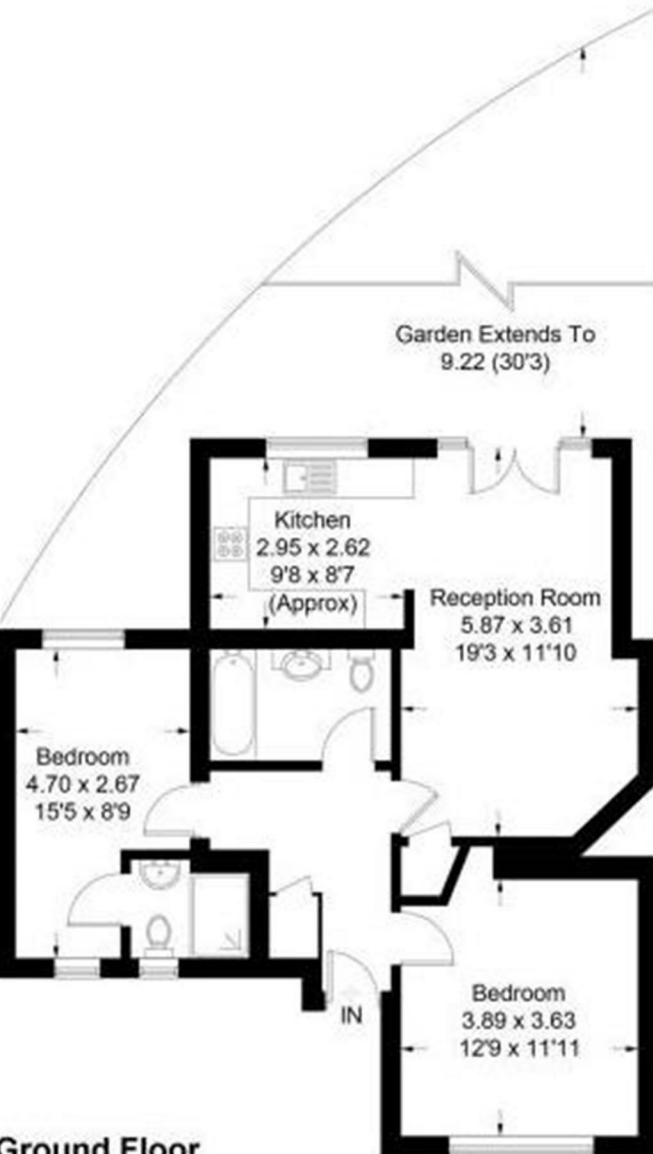 Garden Extends To
9.22 (30'3)
Kitchen
2.95 x 2.62
9'8 x 8'7
(Approx)
Reception Room
5.87 x 3.61
19'3 x 11'10
Bedroom
4.70 x 2.67
15'5 x 8'9
Bedroom
3.89 x 3.63
12'9 x 11'11
IN
Ground Floor